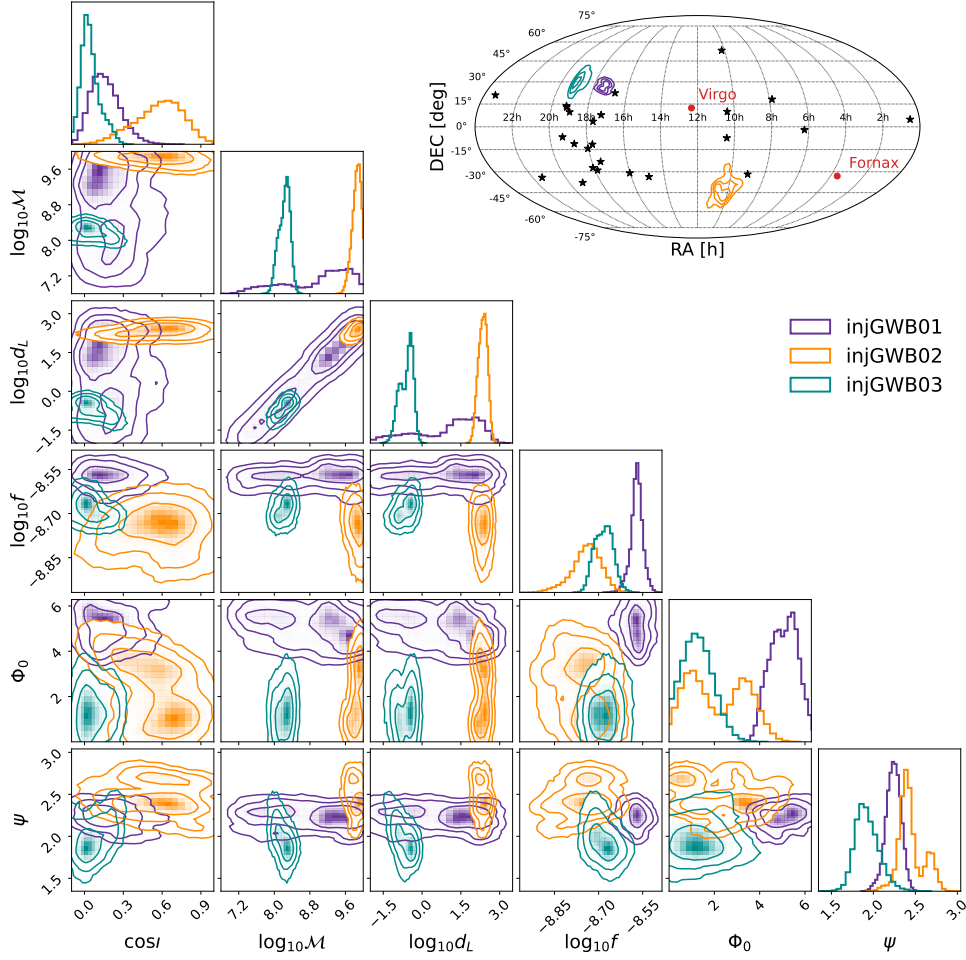 75°
60°
45°
30°
15°
0°
-15°
-30°
-45°
-60°
-75°
22h 20h 18h 16h 14h 12h 10h 8h 6h 4h 2h
Virgo
Fornax
DEC [deg]
RA [h]
injGWB01
injGWB02
injGWB03
log₁₀ℳ
9.6
8.8
8.0
7.2
log₁₀d_L
3.0
1.5
0.0
−1.5
log₁₀f
−8.55
−8.70
−8.85
Φ₀
6
4
2
ψ
3.0
2.5
2.0
1.5
0.0 0.3 0.6 0.9
7.2 8.0 8.8 9.6
−1.5 0.0 1.5 3.0
−8.85 −8.70 −8.55
2 4 6
1.5 2.0 2.5 3.0
cosι
log₁₀ℳ
log₁₀d_L
log₁₀f
Φ₀
ψ